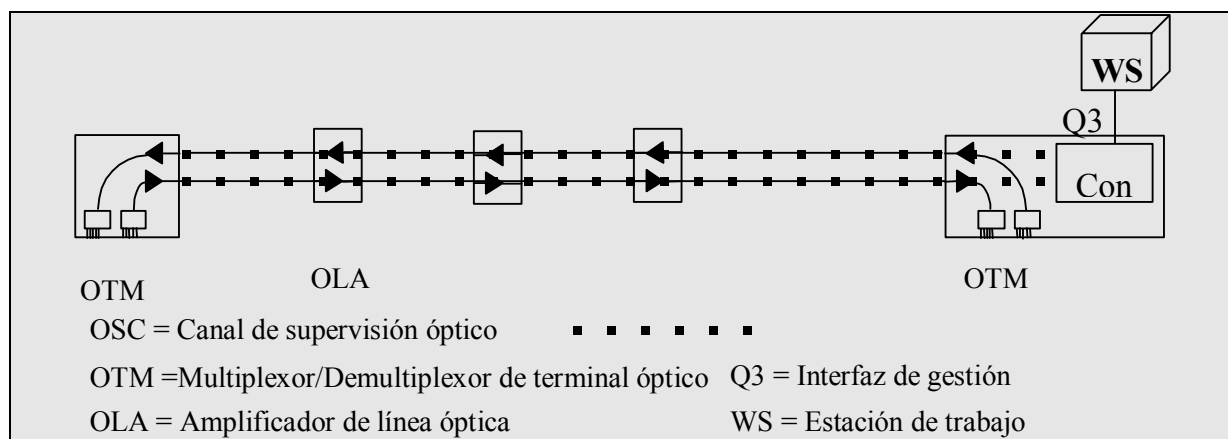 WS
Q3
Con
OTM
OLA
OTM
OSC = Canal de supervisión óptico
OTM =Multiplexor/Demultiplexor de terminal óptico
Q3 = Interfaz de gestión
OLA = Amplificador de línea óptica
WS = Estación de trabajo